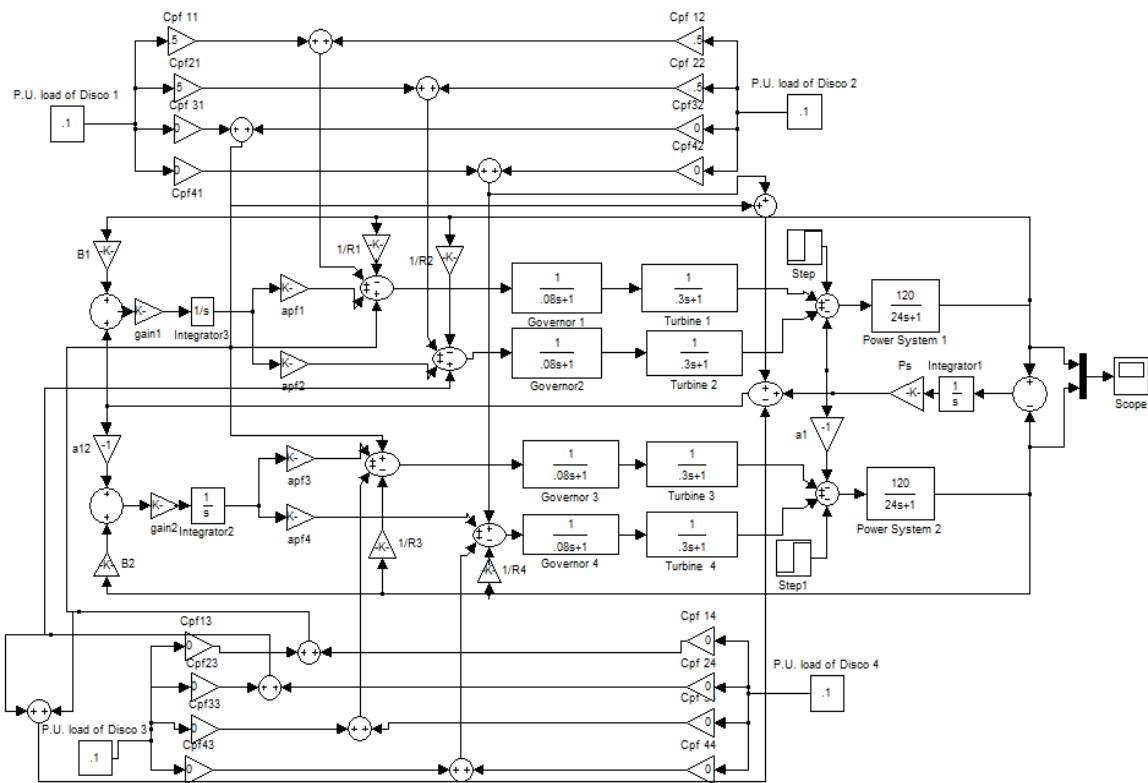 Cpf 11
Cpf 12
.5
.5
Cpf21
Cpf 22
P.U. load of Disco 1
5
.5
P.U. load of Disco 2
Cpf 31
Cpf32
.1
0
0
.1
Cpf42
0
0
Cpf41
B1
-K-
1/R1
-K-
1/R2
-K-
Step
gain1
K-
1/s
Integrator3
apf1
K-
1
.08s+1
Governor 1
1
.3s+1
Turbine 1
120
24s+1
Power System 1
apf2
K-
1
.08s+1
Governor2
1
.3s+1
Turbine 2
Ps
-K-
Integrator1
1
s
Scope
a12
-1
a1
-1
apf3
K-
1
.08s+1
Governor 3
1
.3s+1
Turbine 3
120
24s+1
Power System 2
gain2
K-
1
s
Integrator2
apf4
K-
1
.08s+1
Governor 4
1
.3s+1
Turbine 4
B2
-K-
1/R3
-K-
1/R4
-K-
Step1
Cpf13
Cpf 14
0
0
Cpf23
Cpf 24
P.U. load of Disco 4
0
0
.1
Cpf33
Cpf
0
0
P.U. load of Disco 3
Cpf43
Cpf 44
.1
0
0